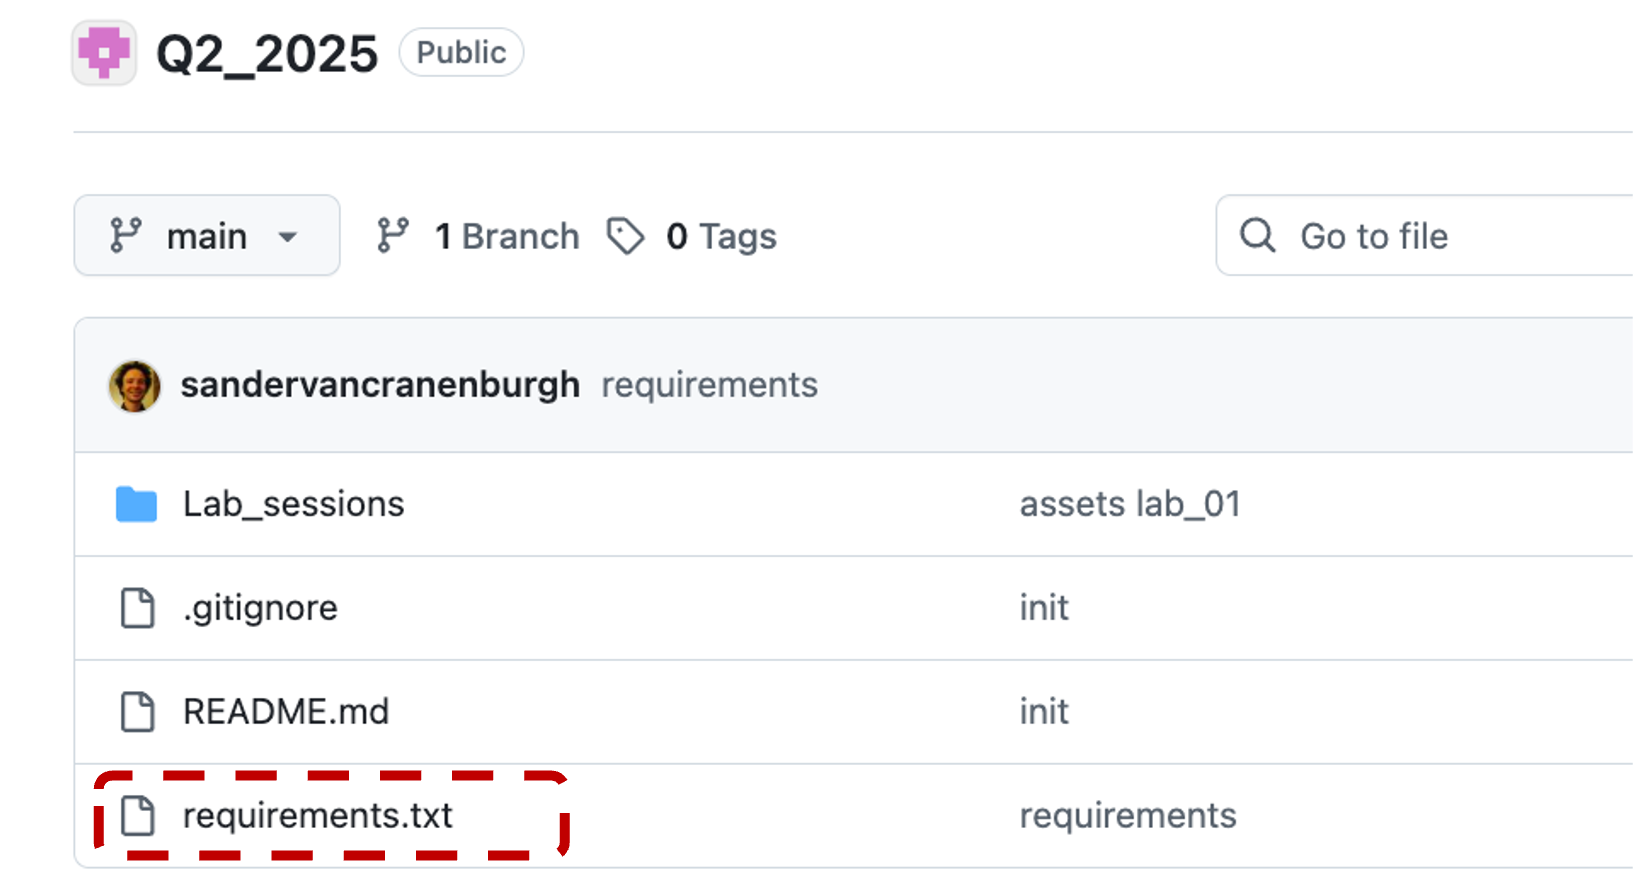 Q2_2025 Public
main 1 Branch 0 Tags Go to file
sandervancranenburgh requirements
Lab_sessions assets lab_01
.gitignore init
README.md init
requirements.txt requirements